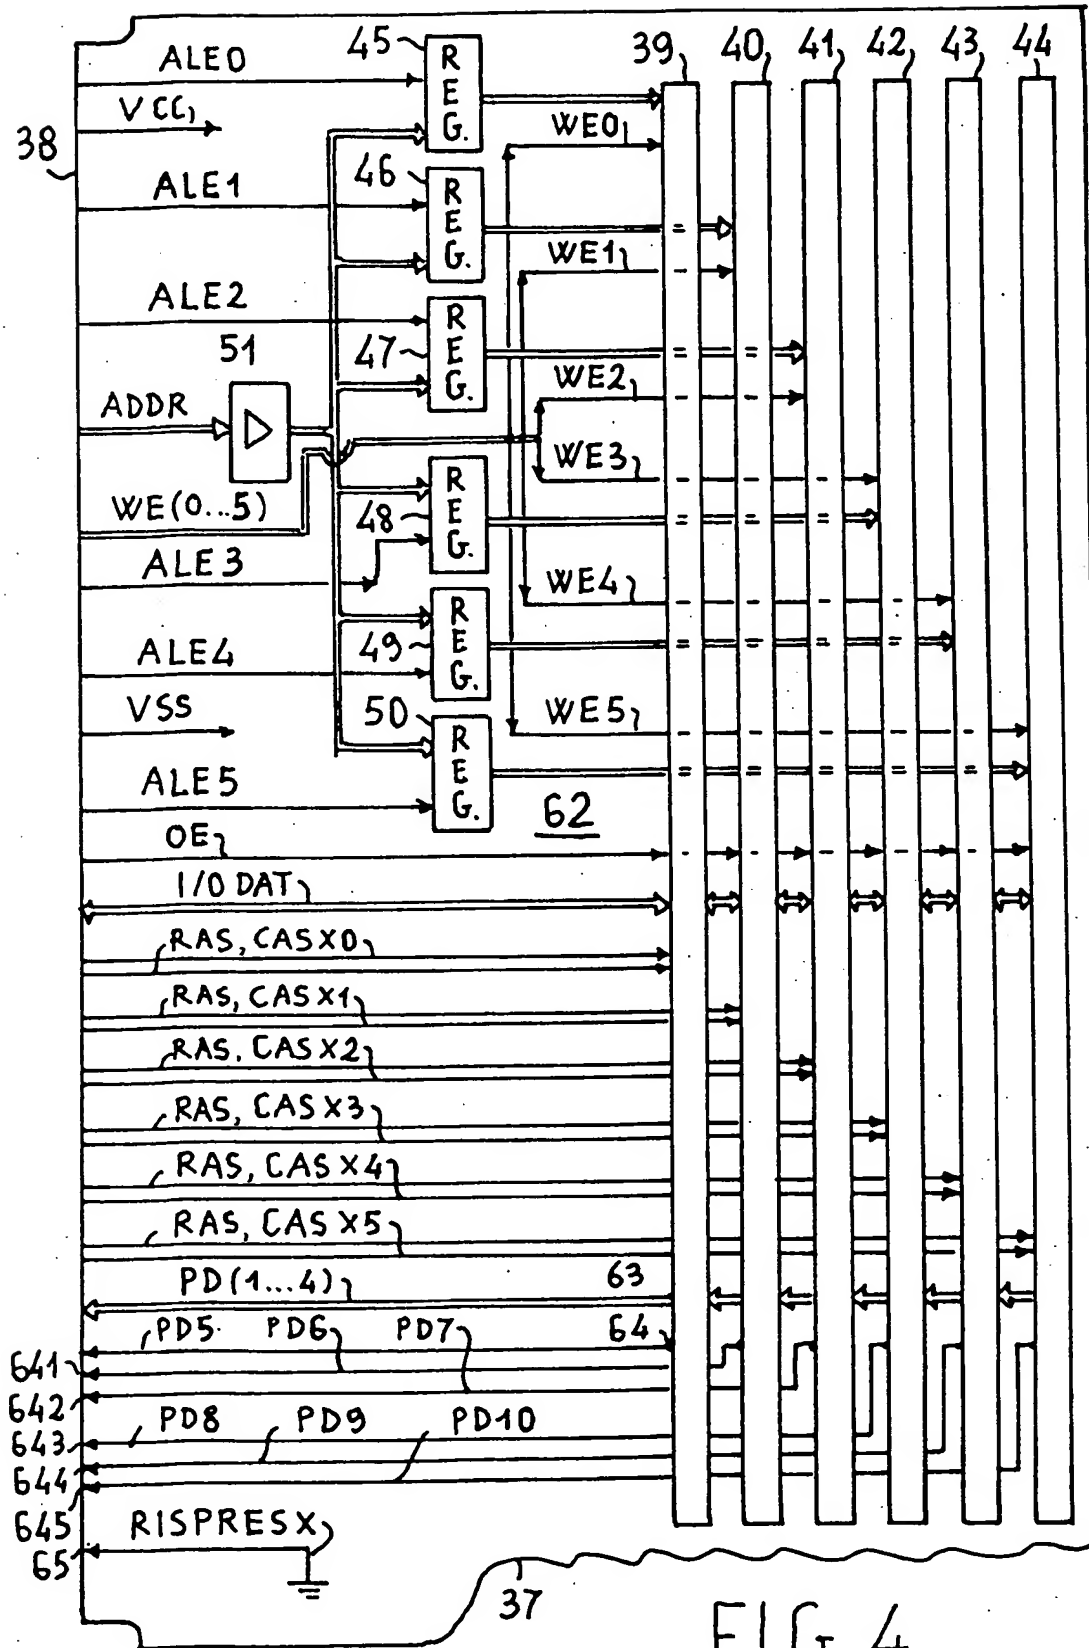 45 39 40 41 42 43 44
ALE0
REG.
VCC
38
WE0
46
ALE1
REG.
WE1
ALE2
51
47
REG.
ADDR
WE2
WE3
WE(0...5)
48
REG.
ALE3
WE4
49
REG.
ALE4
VSS
50
REG.
WE5
ALE5
62
OE
I/O DAT
RAS, CASX0
RAS, CASX1
RAS, CASX2
RAS, CASX3
RAS, CASX4
RAS, CASX5
PD(1...4) 63
PD5 PD6 PD7 64
641
642
PD8 PD9 PD10
643
644
645
RISPRESX
65
37
FIG. 4